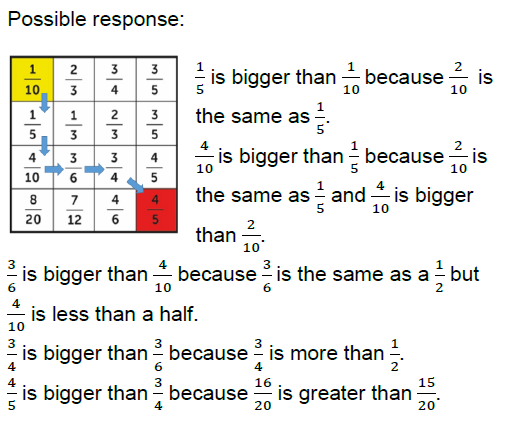 Possible response:
1/10 2/3 3/4 3/5
1/5 1/3 2/3 3/5
4/10 3/6 3/4 4/5
8/20 7/12 4/6 4/5
1/5 is bigger than 1/10 because 2/10 is
the same as 1/5.
4/10 is bigger than 1/5 because 2/10 is
the same as 1/5 and 4/10 is bigger
than 2/10.
3/6 is bigger than 4/10 because 3/6 is the same as a 1/2 but
4/10 is less than a half.
3/4 is bigger than 3/6 because 3/4 is more than 1/2.
4/5 is bigger than 3/4 because 16/20 is greater than 15/20.